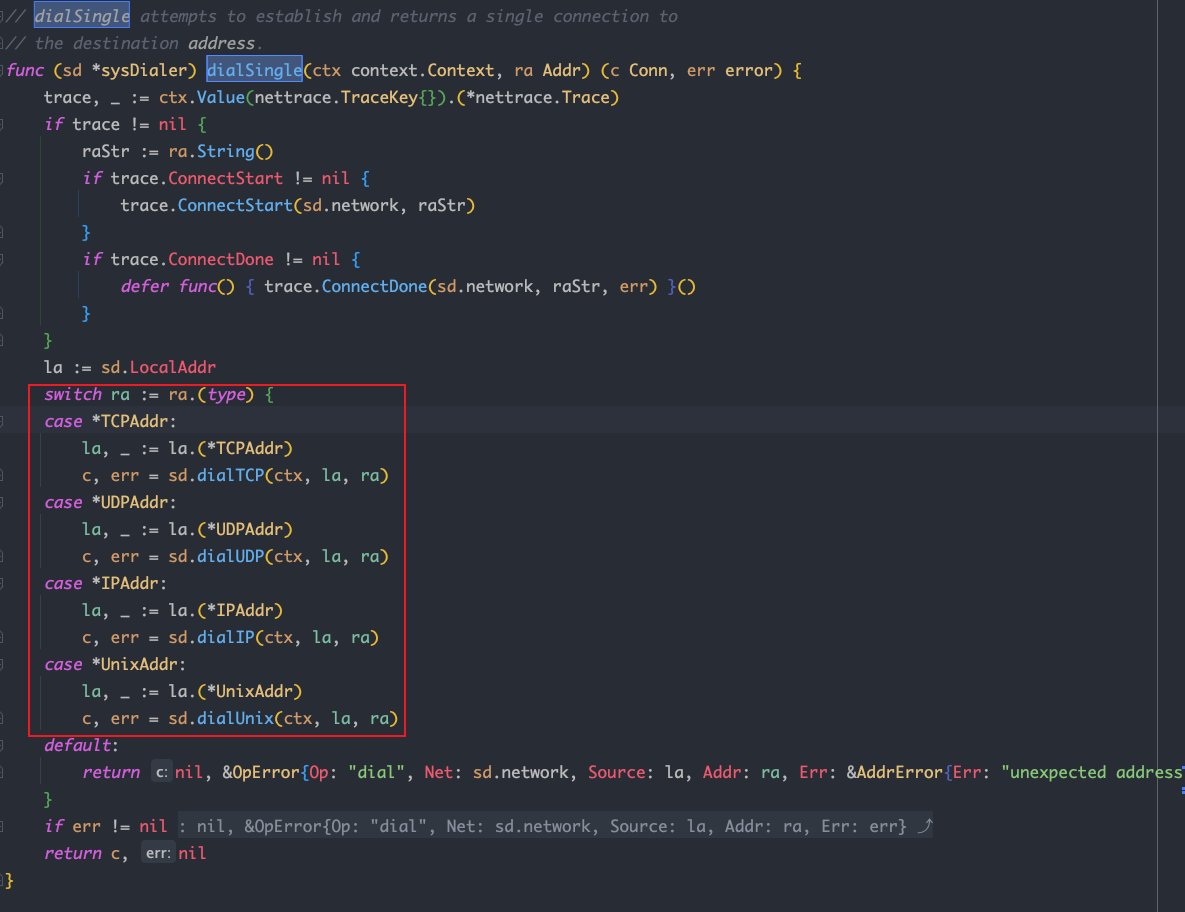 // dialSingle attempts to establish and returns a single connection to
// the destination address.
func (sd *sysDialer) dialSingle(ctx context.Context, ra Addr) (c Conn, err error) {
    trace, _ := ctx.Value(nettrace.TraceKey{}).(*nettrace.Trace)
    if trace != nil {
        raStr := ra.String()
        if trace.ConnectStart != nil {
            trace.ConnectStart(sd.network, raStr)
        }
        if trace.ConnectDone != nil {
            defer func() { trace.ConnectDone(sd.network, raStr, err) }()
        }
    }
    la := sd.LocalAddr
    switch ra := ra.(type) {
    case *TCPAddr:
        la, _ := la.(*TCPAddr)
        c, err = sd.dialTCP(ctx, la, ra)
    case *UDPAddr:
        la, _ := la.(*UDPAddr)
        c, err = sd.dialUDP(ctx, la, ra)
    case *IPAddr:
        la, _ := la.(*IPAddr)
        c, err = sd.dialIP(ctx, la, ra)
    case *UnixAddr:
        la, _ := la.(*UnixAddr)
        c, err = sd.dialUnix(ctx, la, ra)
    default:
        return c: nil, &OpError{Op: "dial", Net: sd.network, Source: la, Addr: ra, Err: &AddrError{Err: "unexpected address
    }
    if err != nil : nil, &OpError{Op: "dial", Net: sd.network, Source: la, Addr: ra, Err: err} ⤴
    return c, err: nil
}